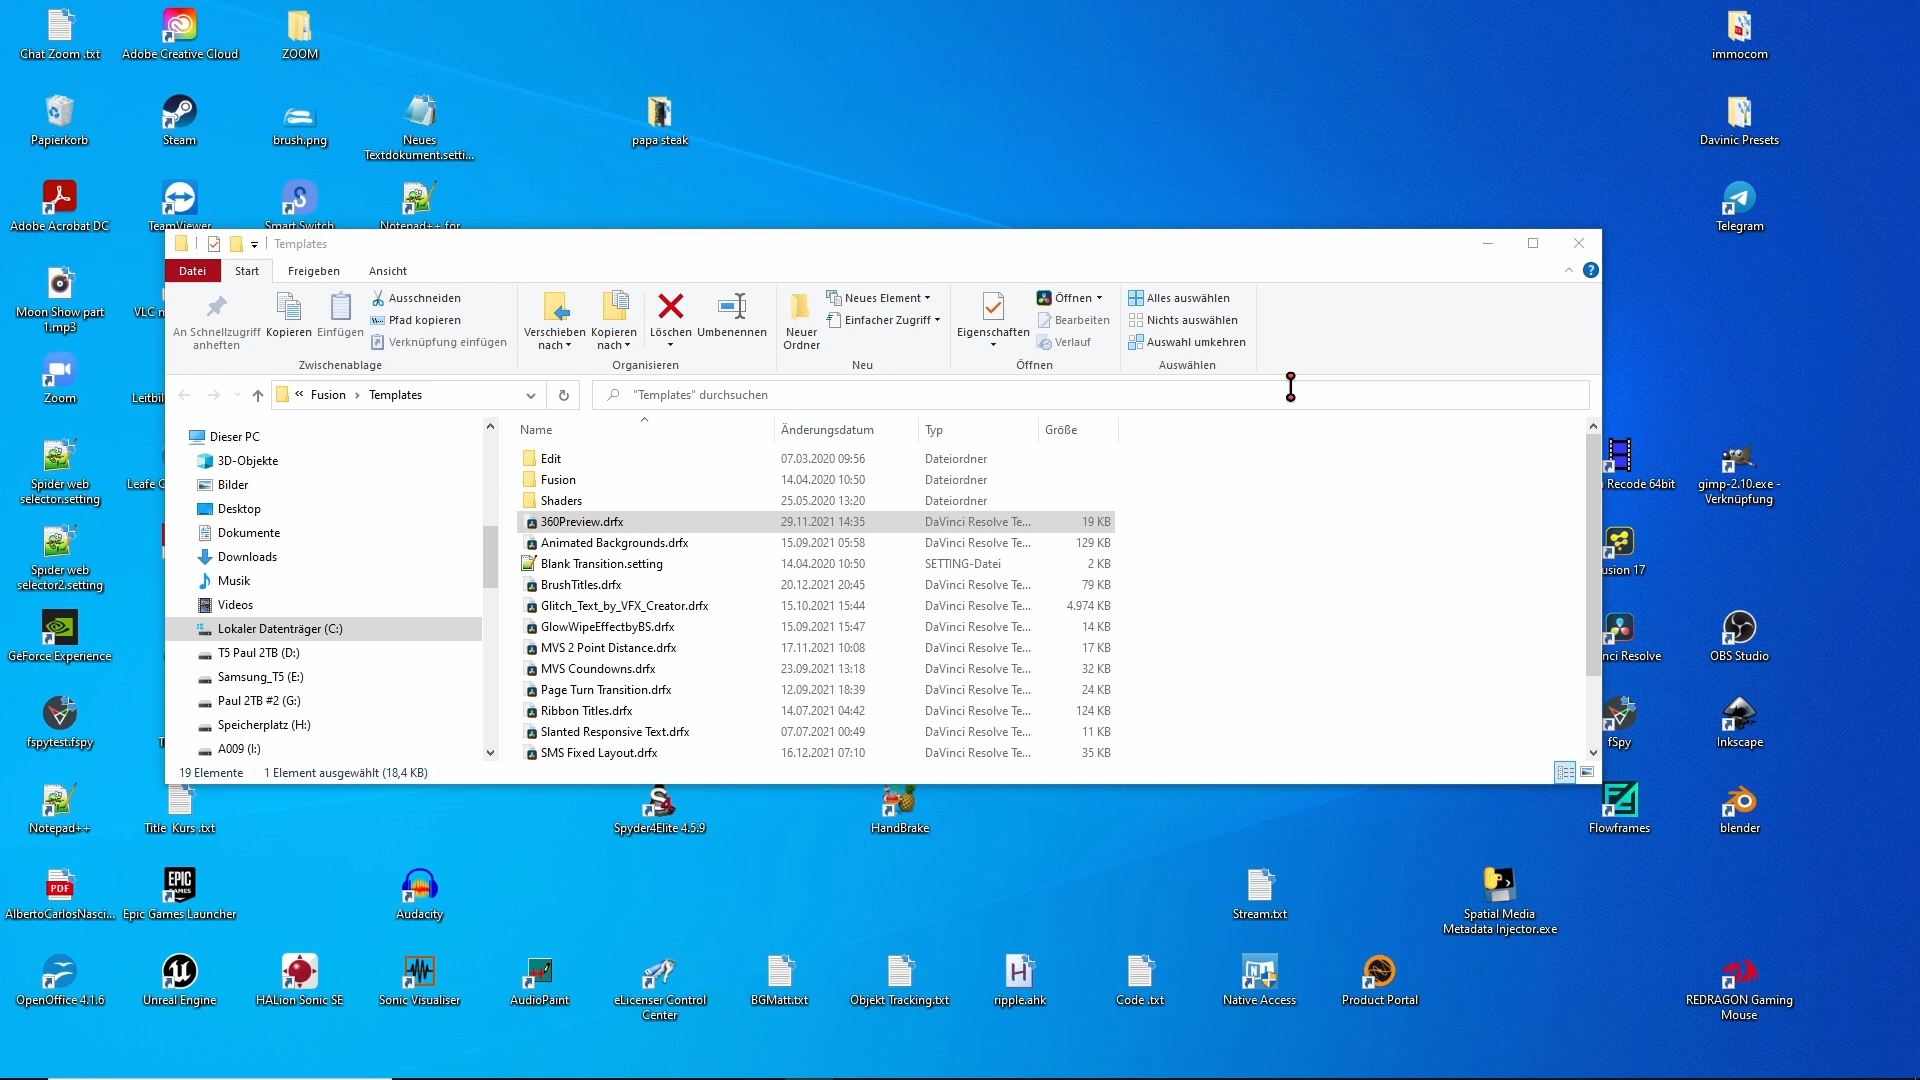 Chat Zoom .txt
Adobe Creative Cloud
ZOOM
immocom
Papierkorb
Steam
brush.png
Neues
Textdokument.setti...
papa steak
Davinic Presets
Adobe Acrobat DC
TeamViewer
Smart Switch
Notepad++ for
Telegram
Templates
Datei
Start
Freigeben
Ansicht
An Schnellzugriff
anheften
Kopieren
Einfügen
Ausschneiden
Pfad kopieren
Verknüpfung einfügen
Zwischenablage
Verschieben
nach
Kopieren
nach
Löschen
Umbenennen
Organisieren
Neuer
Ordner
Neues Element
Einfacher Zugriff
Neu
Eigenschaften
Öffnen
Bearbeiten
Verlauf
Öffnen
Alles auswählen
Nichts auswählen
Auswahl umkehren
Auswählen
« Fusion › Templates
"Templates" durchsuchen
Moon Show part
1.mp3
VLC m
Zoom
Leitbil
Spider web
selector.setting
Leafe C
Spider web
selector2.setting
GeForce Experience
fspytest.fspy
T
Dieser PC
3D-Objekte
Bilder
Desktop
Dokumente
Downloads
Musik
Videos
Lokaler Datenträger (C:)
T5 Paul 2TB (D:)
Samsung_T5 (E:)
Paul 2TB #2 (G:)
Speicherplatz (H:)
A009 (I:)
Name Änderungsdatum Typ Größe
Edit 07.03.2020 09:56 Dateiordner
Fusion 14.04.2020 10:50 Dateiordner
Shaders 25.05.2020 13:20 Dateiordner
360Preview.drfx 29.11.2021 14:35 DaVinci Resolve Te... 19 KB
Animated Backgrounds.drfx 15.09.2021 05:58 DaVinci Resolve Te... 129 KB
Blank Transition.setting 14.04.2020 10:50 SETTING-Datei 2 KB
BrushTitles.drfx 20.12.2021 20:45 DaVinci Resolve Te... 79 KB
Glitch_Text_by_VFX_Creator.drfx 15.10.2021 15:44 DaVinci Resolve Te... 4.974 KB
GlowWipeEffectbyBS.drfx 15.09.2021 15:47 DaVinci Resolve Te... 14 KB
MVS 2 Point Distance.drfx 17.11.2021 10:08 DaVinci Resolve Te... 17 KB
MVS Coundowns.drfx 23.09.2021 13:18 DaVinci Resolve Te... 32 KB
Page Turn Transition.drfx 12.09.2021 18:39 DaVinci Resolve Te... 24 KB
Ribbon Titles.drfx 14.07.2021 04:42 DaVinci Resolve Te... 124 KB
Slanted Responsive Text.drfx 07.07.2021 00:49 DaVinci Resolve Te... 11 KB
SMS Fixed Layout.drfx 16.12.2021 07:10 DaVinci Resolve Te... 35 KB
19 Elemente 1 Element ausgewählt (18,4 KB)
Recode 64bit
gimp-2.10.exe -
Verknüpfung
usion 17
nci Resolve
OBS Studio
fSpy
Inkscape
Notepad++
Title Kurs .txt
Spyder4Elite 4.5.9
HandBrake
Flowframes
blender
PDF
AlbertoCarlosNasci...
EPIC
GAMES
Epic Games Launcher
Audacity
Stream.txt
Spatial Media
Metadata Injector.exe
OpenOffice 4.1.6
Unreal Engine
HALion Sonic SE
Sonic Visualiser
AudioPaint
eLicenser Control
Center
BGMatt.txt
Objekt Tracking.txt
ripple.ahk
Code .txt
Native Access
Product Portal
REDRAGON Gaming
Mouse